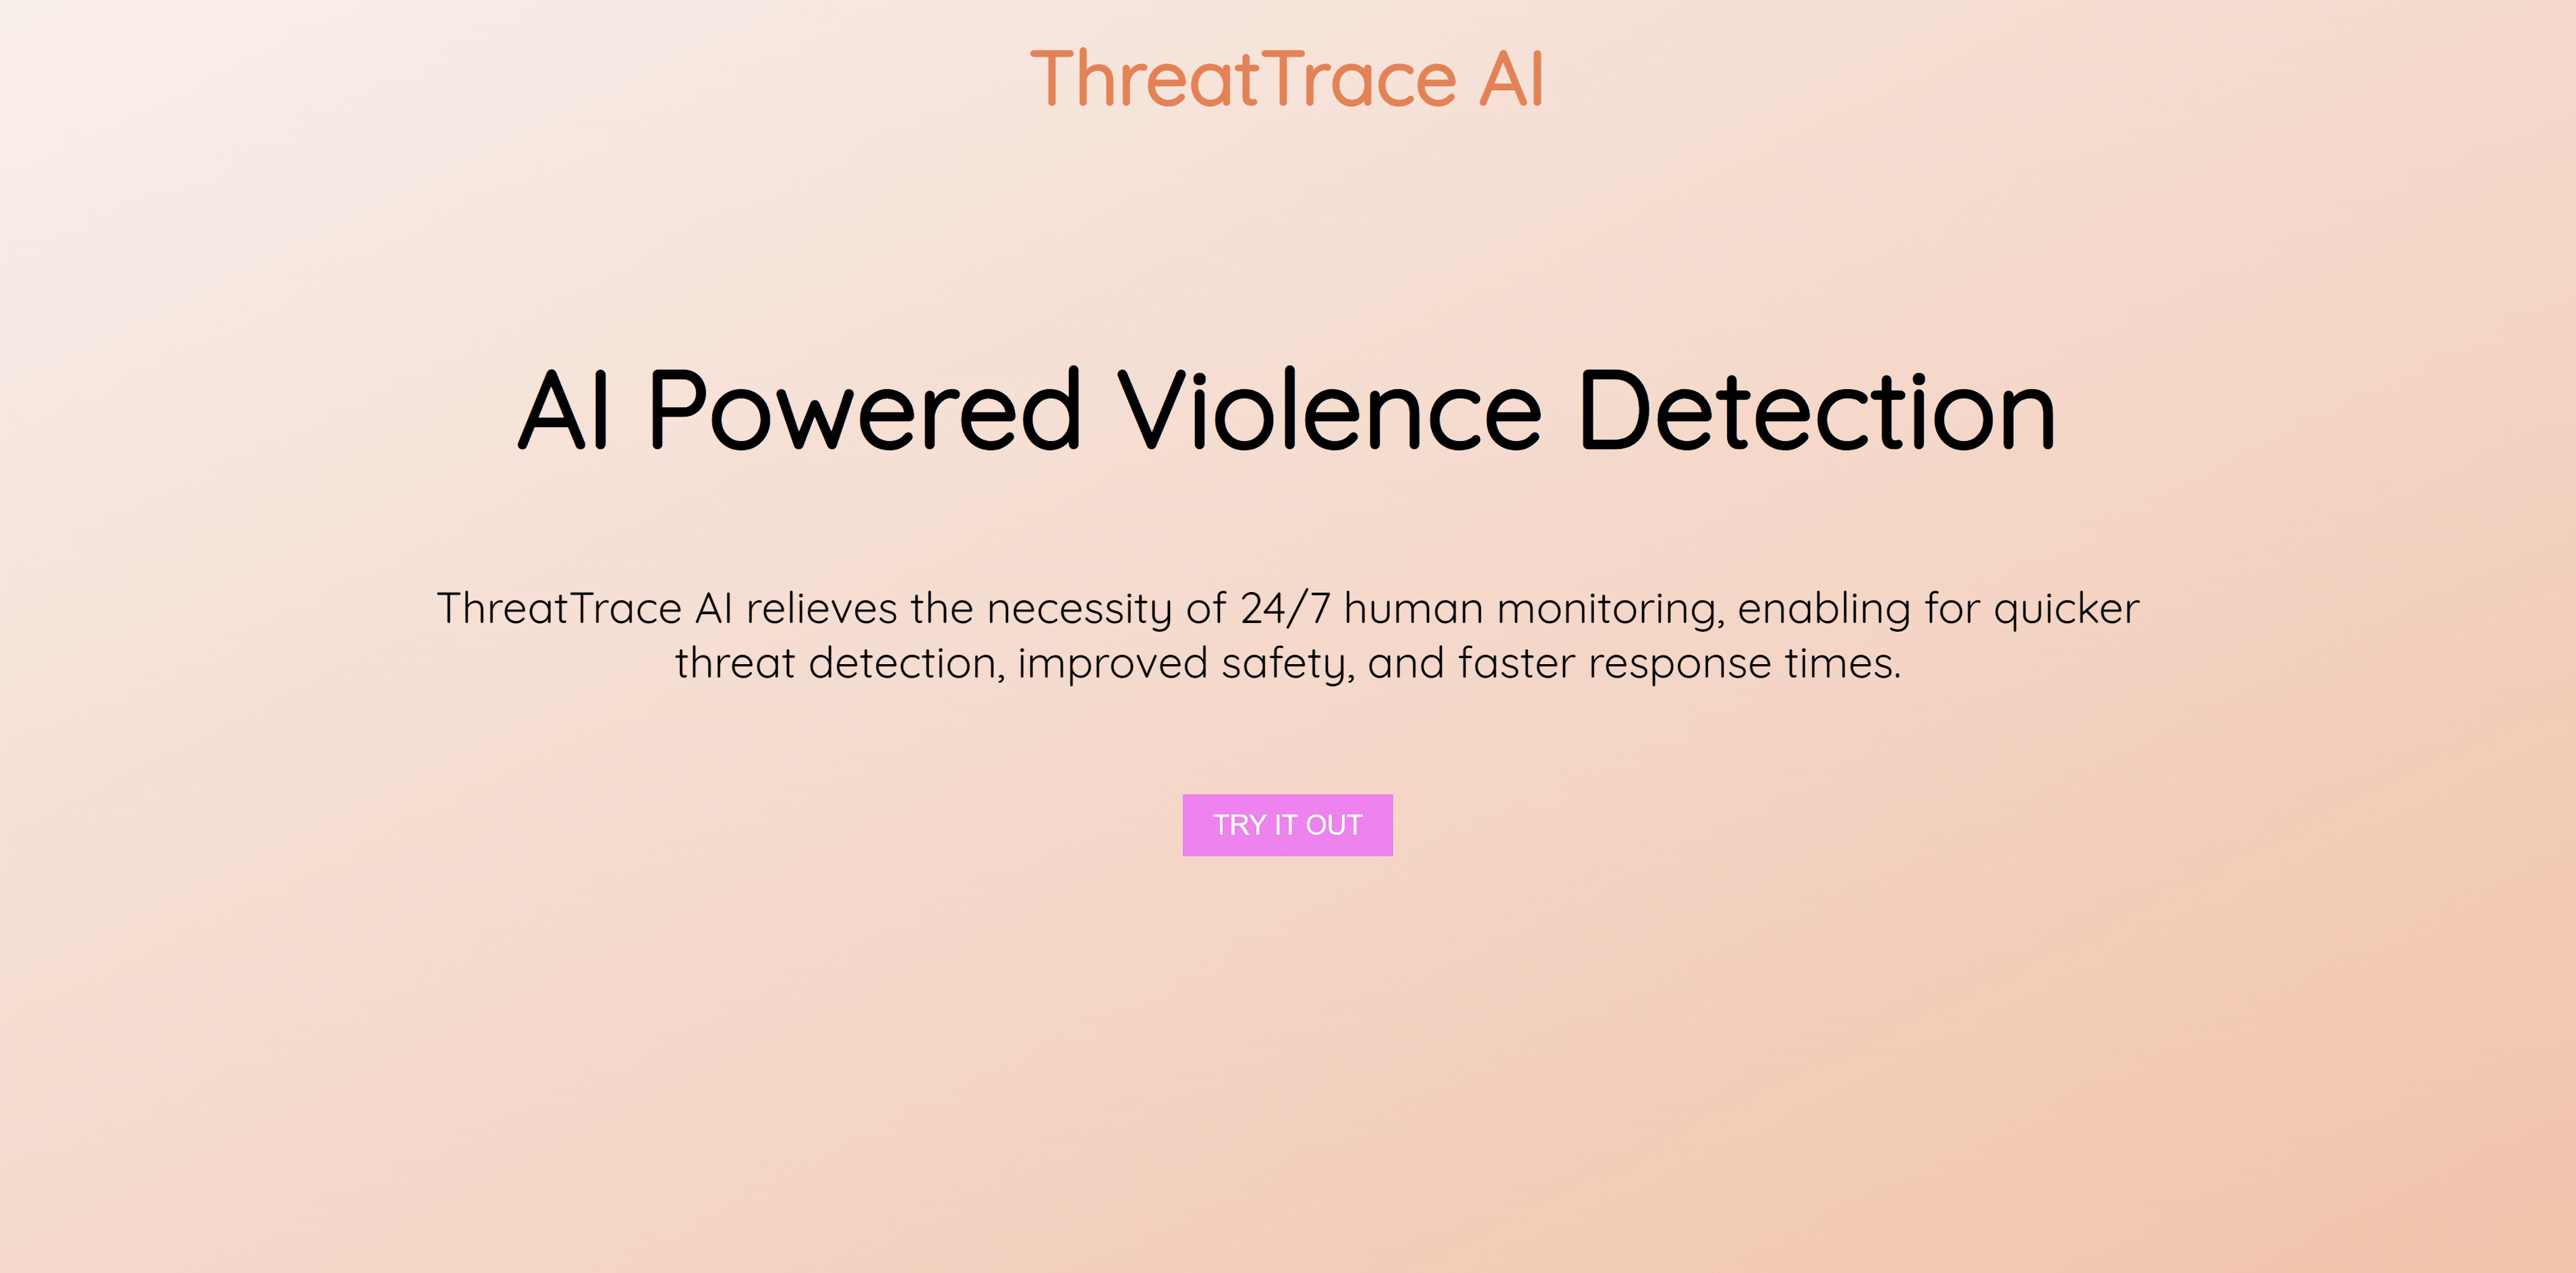 ThreatTrace AI
AI Powered Violence Detection
ThreatTrace AI relieves the necessity of 24/7 human monitoring, enabling for quicker
threat detection, improved safety, and faster response times.
TRY IT OUT